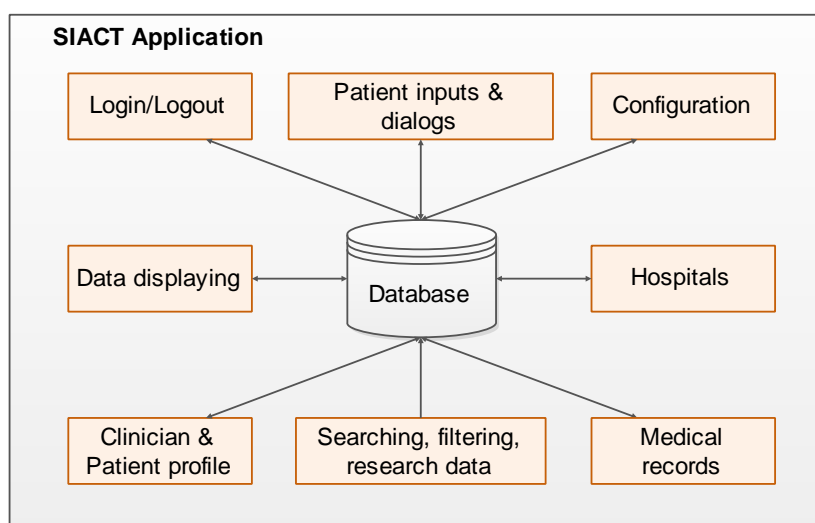 SIACT Application
Login/Logout
Patient inputs &
dialogs
Configuration
Data displaying
Database
Hospitals
Clinician &
Patient profile
Searching, filtering,
research data
Medical
records